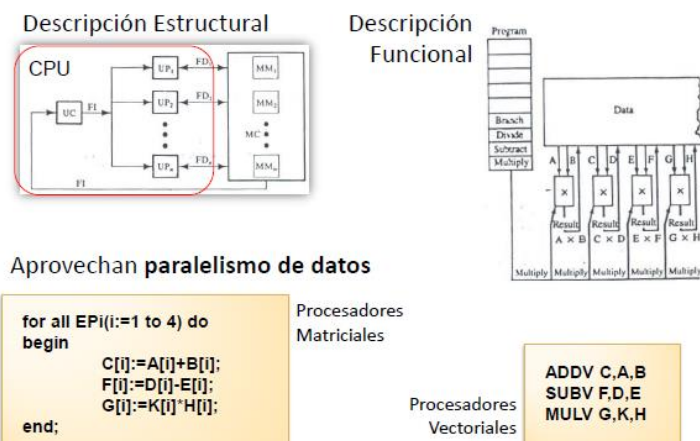 Descripción Estructural
CPU
UC
FI
UP₁
UP₂
UPₙ
FD₁
FD₂
FDₙ
MM₁
MM₂
MC
MMₙ
FI
Descripción
Funcional
Program
Branch
Divide
Subtract
Multiply
Data
A B C D E F G H
× × × ×
Result Result Result Result
A × B C × D E × F G × H
Multiply Multiply Multiply Multiply Multiply
Aprovechan paralelismo de datos
for all EPi(i:=1 to 4) do
begin
C[i]:=A[i]+B[i];
F[i]:=D[i]-E[i];
G[i]:=K[i]*H[i];
end;
Procesadores
Matriciales
Procesadores
Vectoriales
ADDV C,A,B
SUBV F,D,E
MULV G,K,H